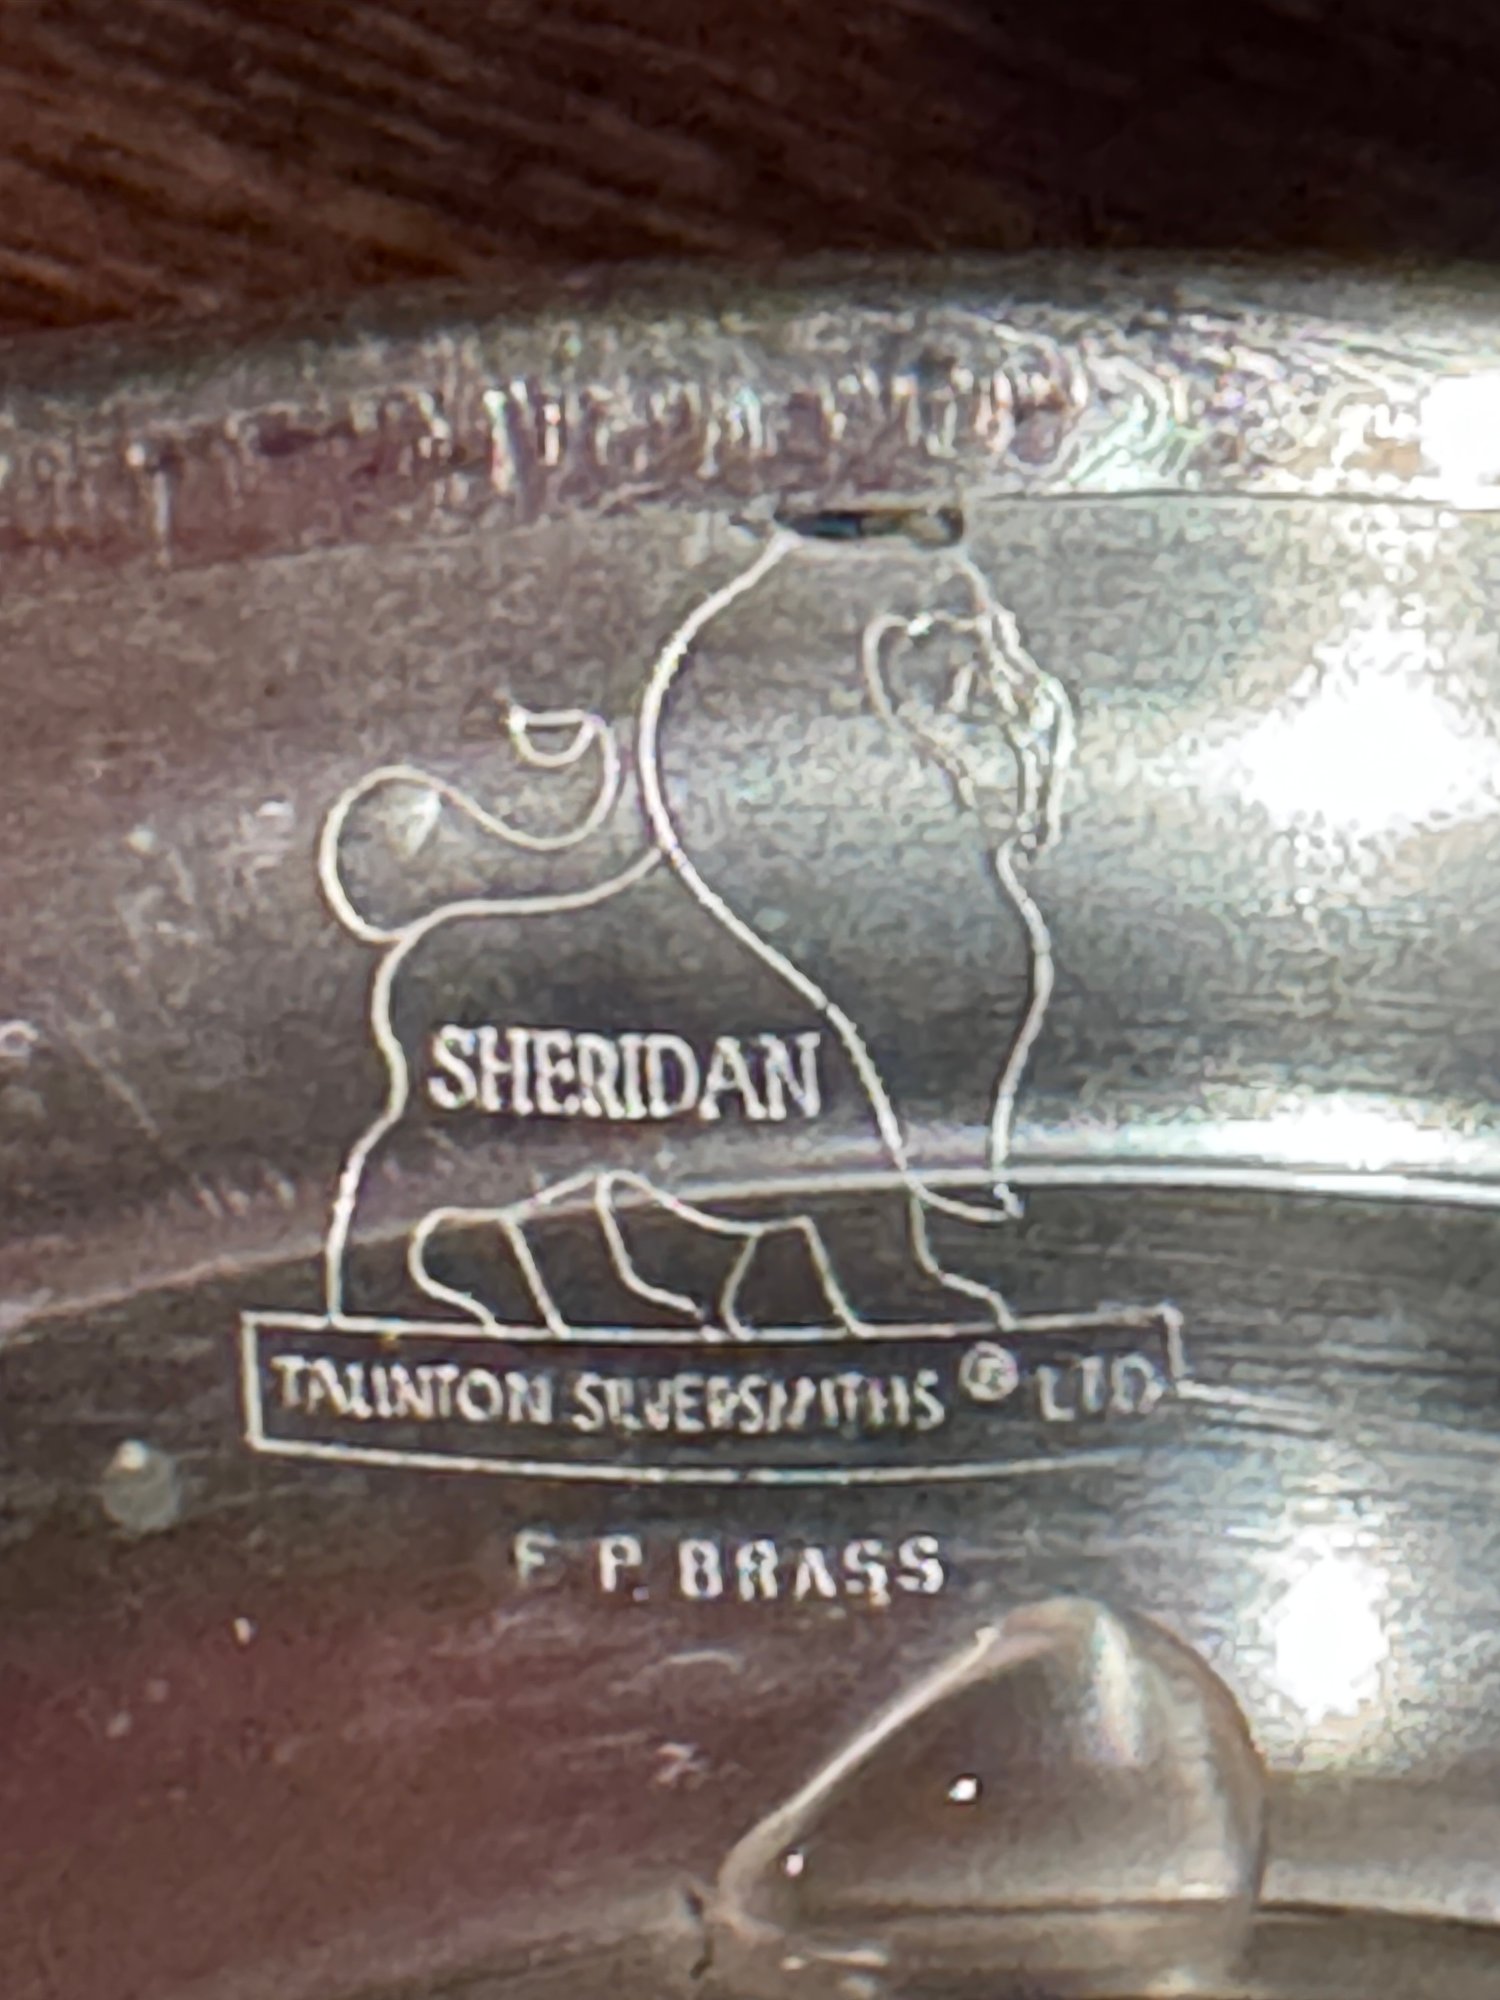 SHERIDAN
TAUNTON SILVERSMITHS ® LTD
E P. BRASS